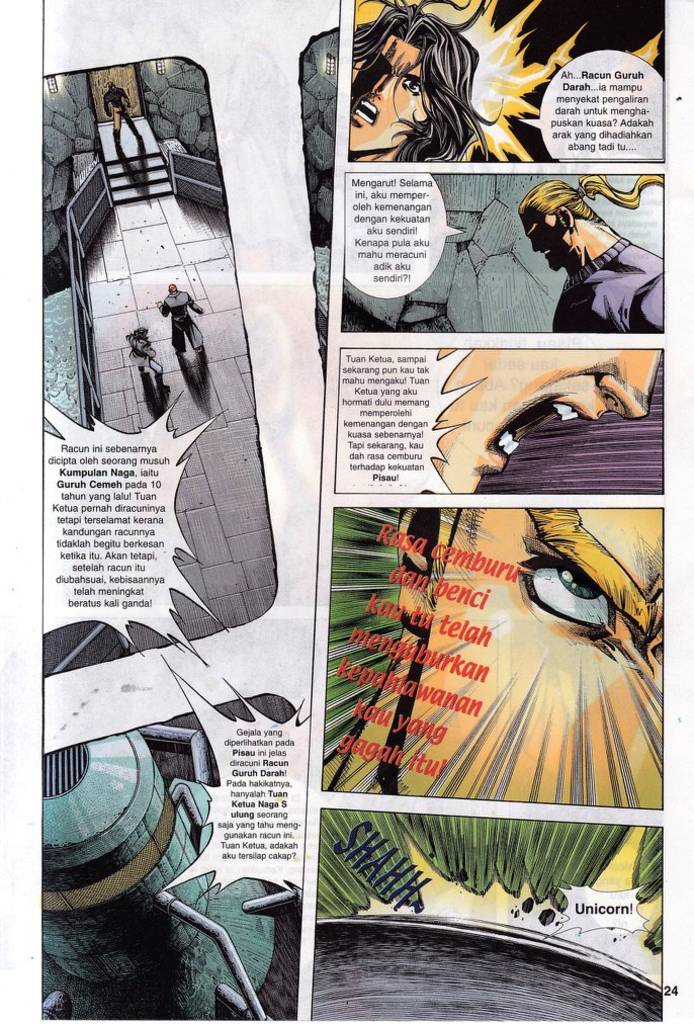 Racun ini sebenarnya
dicipta oleh seorang musuh
Kumpulan Naga, iaitu
Guruh Cemeh pada 10
tahun yang lalu! Tuan
Ketua pernah diracuninya
tetapi terselamat kerana
kandungan racunnya
tidaklah begitu berkesan
ketika itu. Akan tetapi,
setelah racun itu
diubahsuai, kebisaannya
telah meningkat
beratus kali ganda!
Gejala yang
diperlihatkan pada
Pisau ini jelas
diracuni Racun
Guruh Darah!
Pada hakikatnya,
hanyalah Tuan
Ketua Naga S
ulung seorang
saja yang tahu meng-
gunakan racun ini.
Tuan Ketua, adakah
aku tersilap cakap?
Ah...Racun Guruh
Darah...ia mampu
menyekat pengaliran
darah untuk mengha-
puskan kuasa? Adakah
arak yang dihadiahkan
abang tadi tu....
Mengarut! Selama
ini, aku memper-
oleh kemenangan
dengan kekuatan
aku sendiri!
Kenapa pula aku
mahu meracuni
adik aku
sendiri?!
Tuan Ketua, sampai
sekarang pun kau tak
mahu mengaku! Tuan
Ketua yang aku
hormati dulu memang
memperolehi
kemenangan dengan
kuasa sebenarnya!
Tapi sekarang, kau
dah rasa cemburu
terhadap kekuatan
Pisau!
Rasa cemburu
dan benci
kau tu telah
menguburkan
kepahlawanan
kau yang
gagah itu!
SHAHH
Unicorn!
24